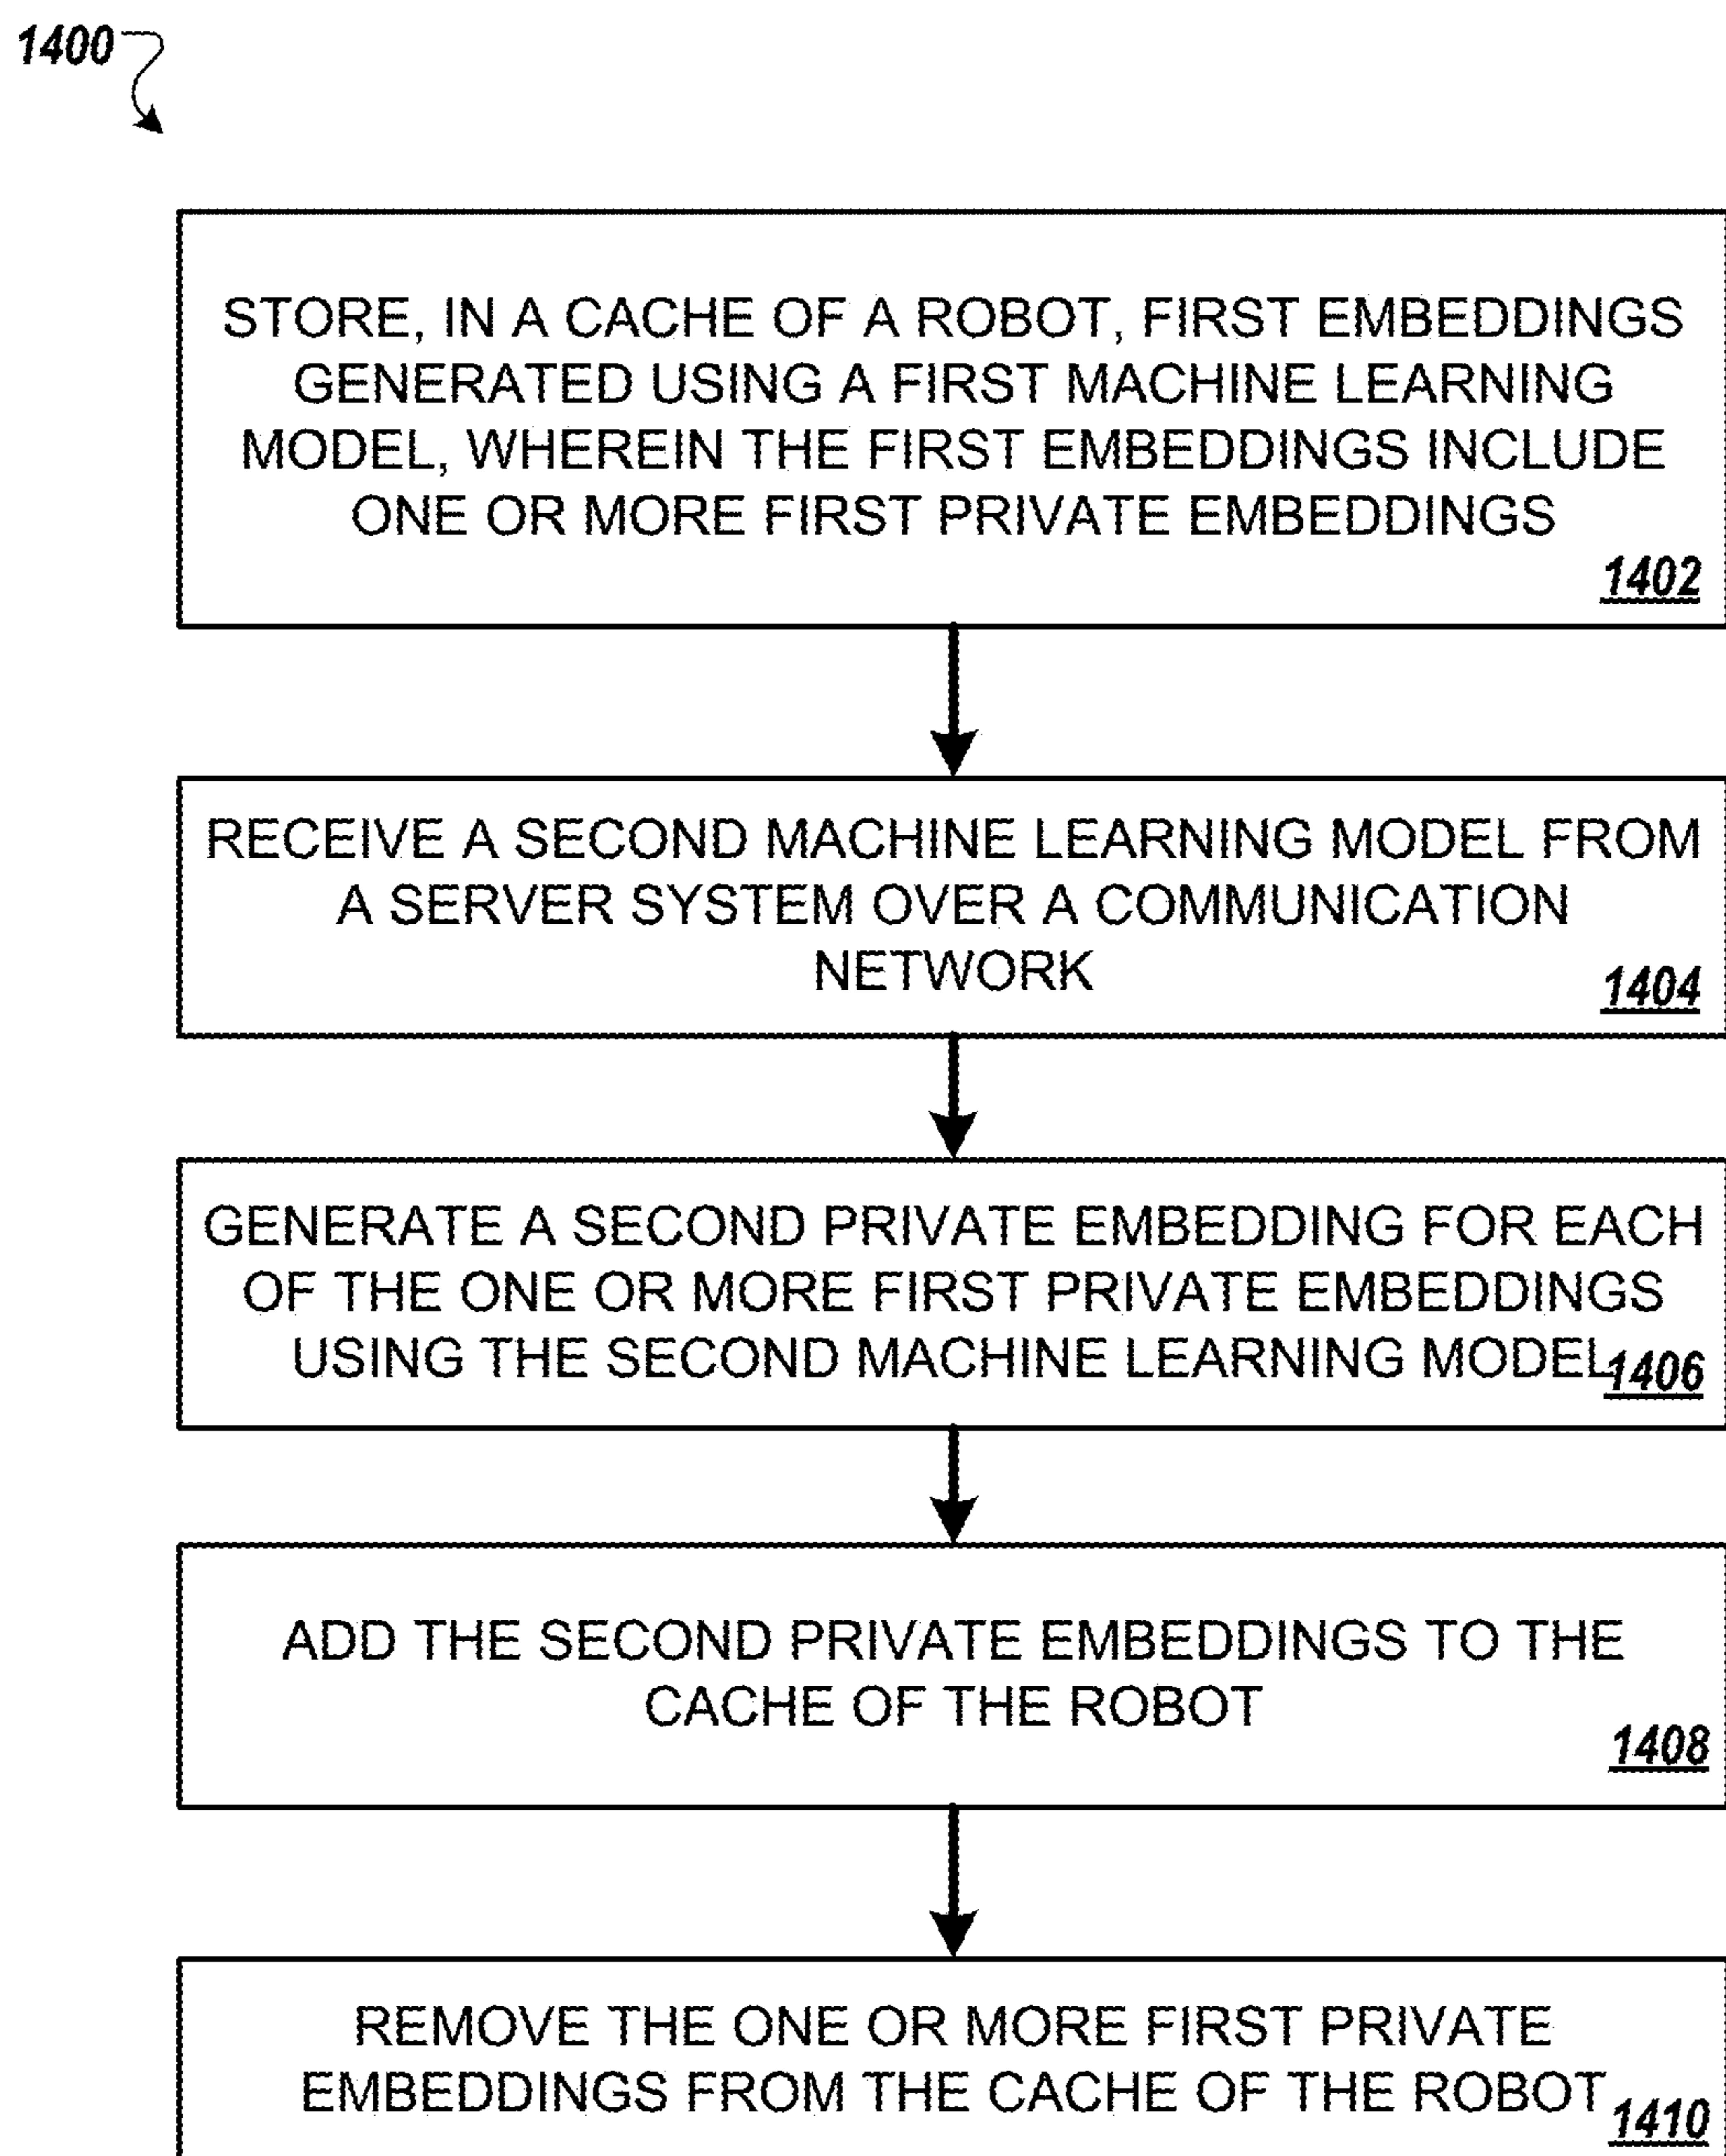 1400
STORE, IN A CACHE OF A ROBOT, FIRST EMBEDDINGS
GENERATED USING A FIRST MACHINE LEARNING
MODEL, WHEREIN THE FIRST EMBEDDINGS INCLUDE
ONE OR MORE FIRST PRIVATE EMBEDDINGS
1402
RECEIVE A SECOND MACHINE LEARNING MODEL FROM
A SERVER SYSTEM OVER A COMMUNICATION
NETWORK
1404
GENERATE A SECOND PRIVATE EMBEDDING FOR EACH
OF THE ONE OR MORE FIRST PRIVATE EMBEDDINGS
USING THE SECOND MACHINE LEARNING MODEL
1406
ADD THE SECOND PRIVATE EMBEDDINGS TO THE
CACHE OF THE ROBOT
1408
REMOVE THE ONE OR MORE FIRST PRIVATE
EMBEDDINGS FROM THE CACHE OF THE ROBOT
1410